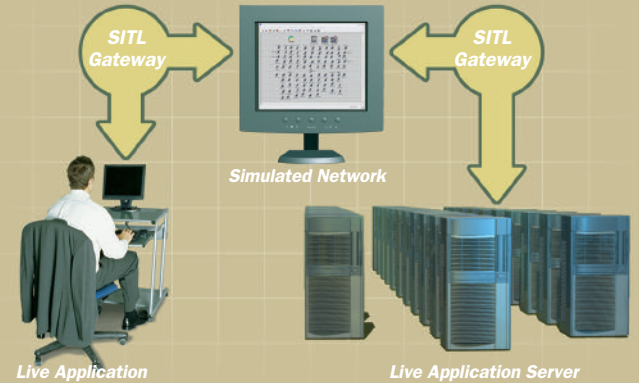 SITL
Gateway
SITL
Gateway
Simulated Network
Live Application
Live Application Server